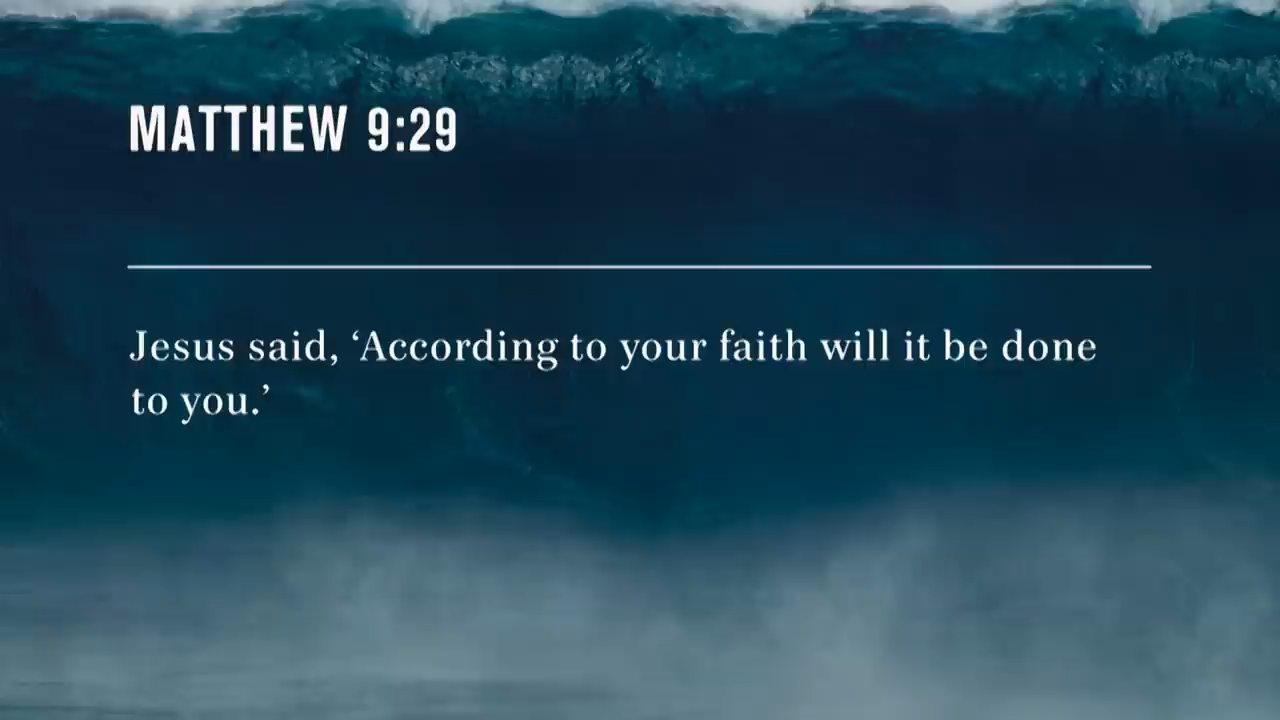 MATTHEW 9:29
Jesus said, ‘According to your faith will it be done
to you.’